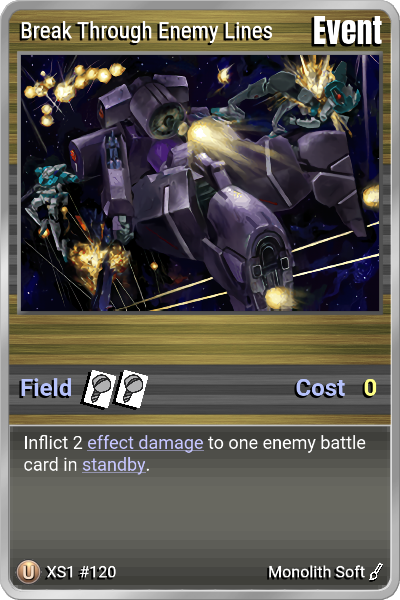 Break Through Enemy Lines
Event
Field
Cost 0
Inflict 2 effect damage to one enemy battle
card in standby.
U XS1 #120
Monolith Soft